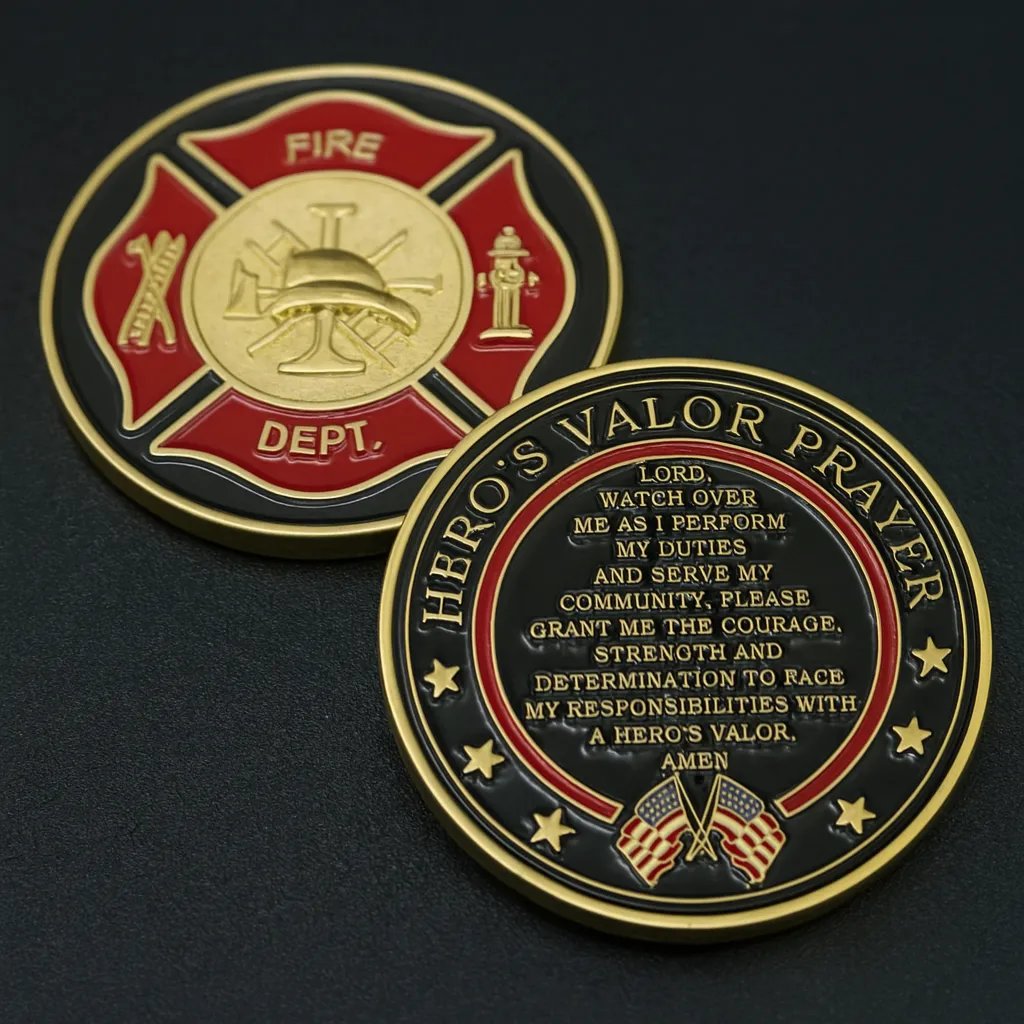 FIRE
DEPT.
HERO'S VALOR PRAYER
LORD,
WATCH OVER
ME AS I PERFORM
MY DUTIES
AND SERVE MY
COMMUNITY, PLEASE
GRANT ME THE COURAGE,
STRENGTH AND
DETERMINATION TO FACE
MY RESPONSIBILITIES WITH
A HERO'S VALOR.
AMEN